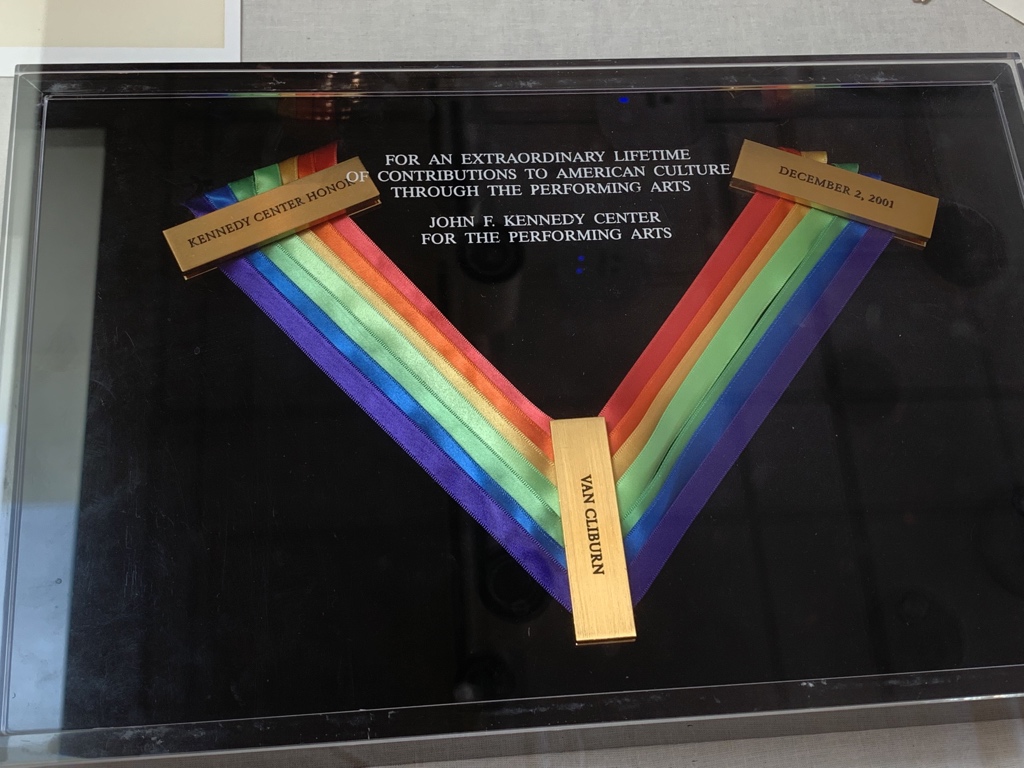 FOR AN EXTRAORDINARY LIFETIME
OF CONTRIBUTIONS TO AMERICAN CULTURE
THROUGH THE PERFORMING ARTS
JOHN F. KENNEDY CENTER
FOR THE PERFORMING ARTS
KENNEDY CENTER HONOR
DECEMBER 2, 2001
VAN CLIBURN